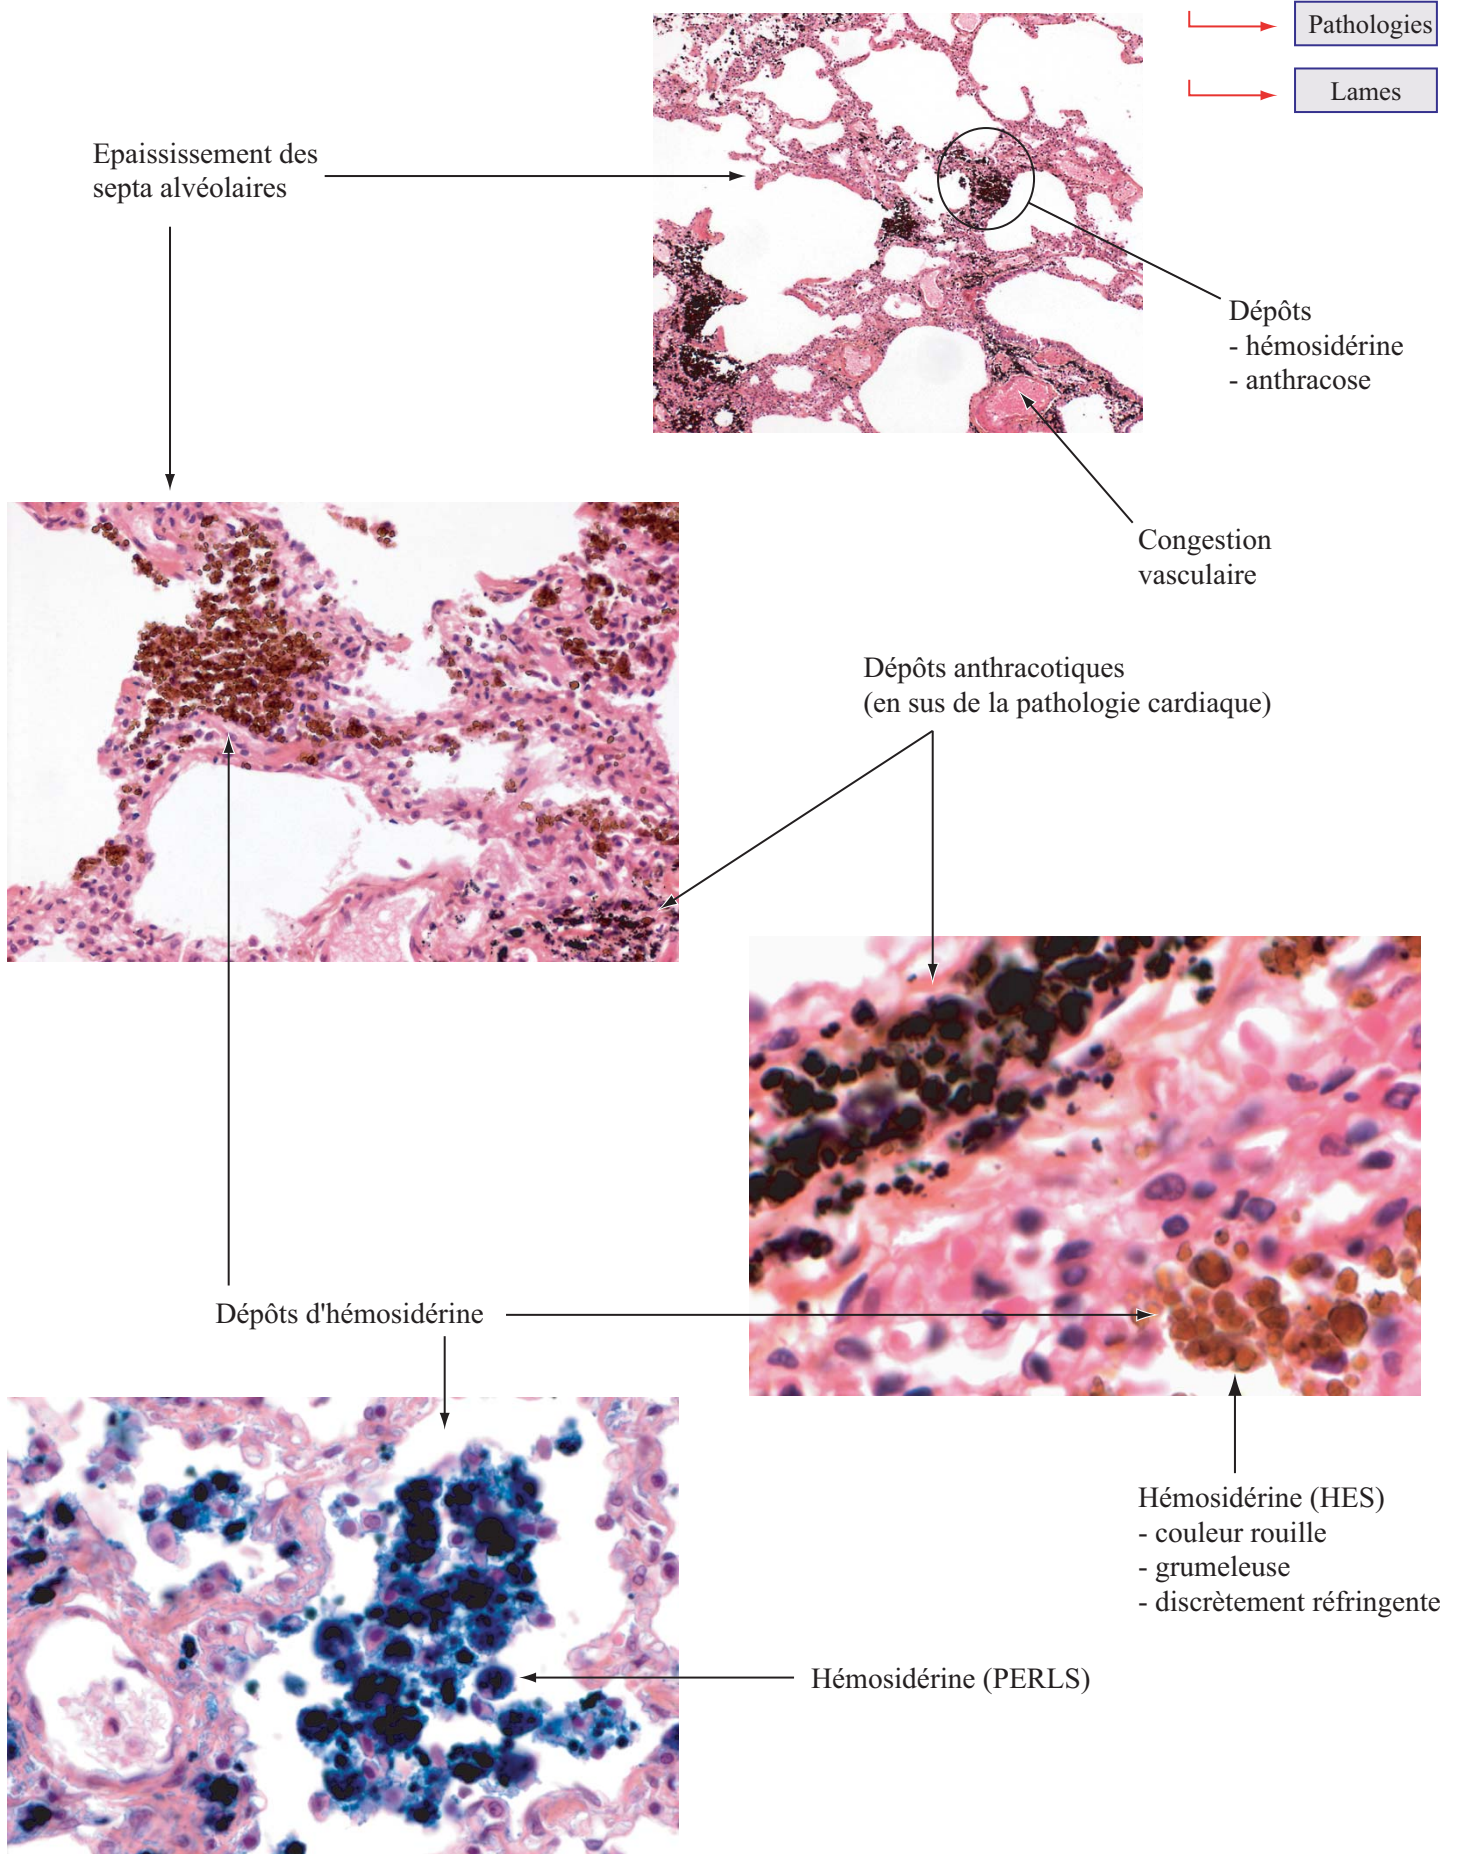 Pathologies
Lames
Epaississement des
septa alvéolaires
Dépôts
- hémosidérine
- anthracose
Congestion
vasculaire
Dépôts anthracotiques
(en sus de la pathologie cardiaque)
Dépôts d'hémosidérine
Hémosidérine (HES)
- couleur rouille
- grumeleuse
- discrètement réfringente
Hémosidérine (PERLS)